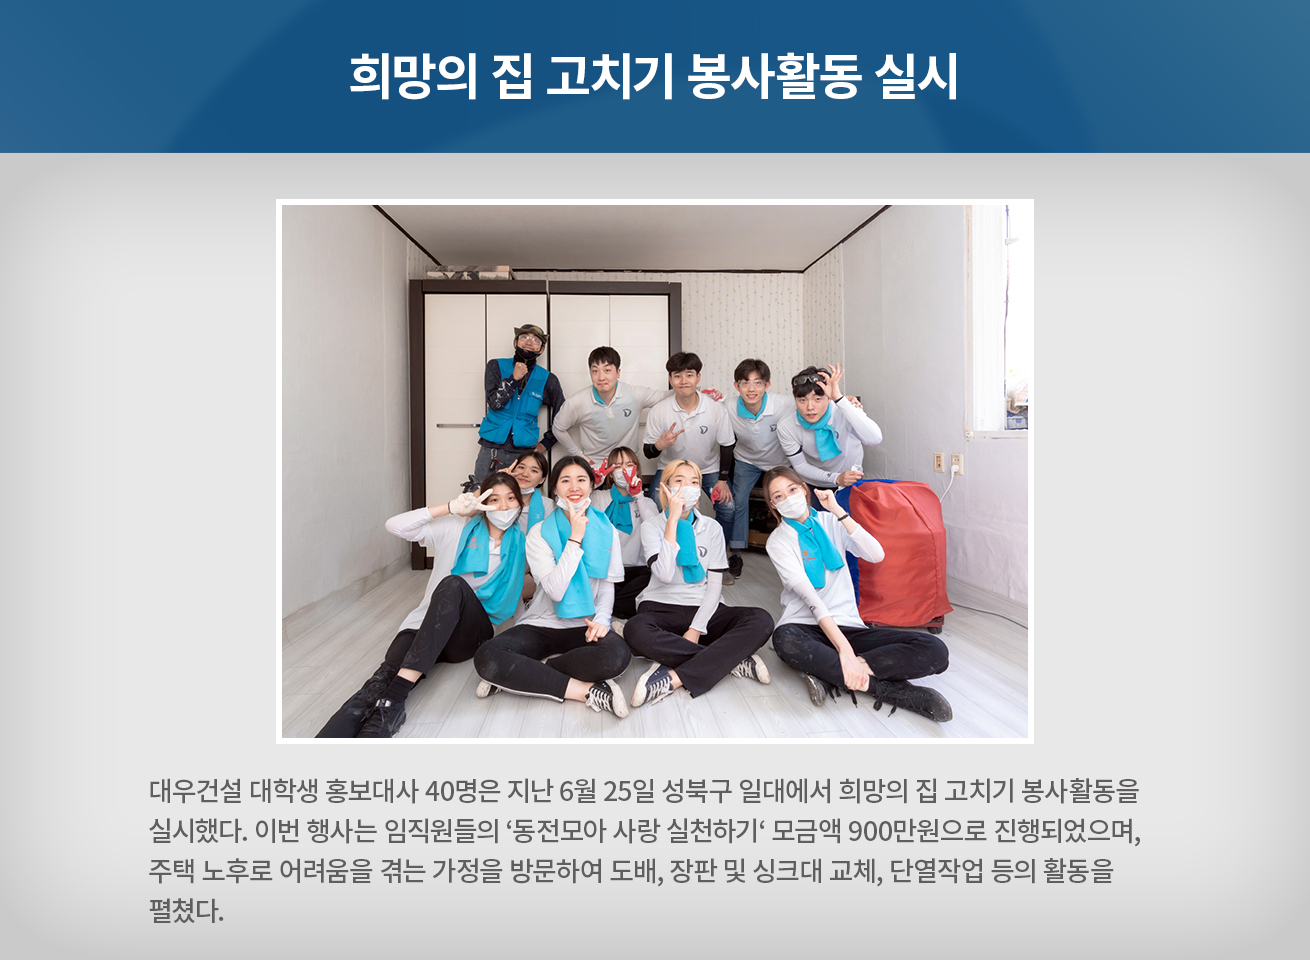 희망의 집 고치기 봉사활동 실시
대우건설 대학생 홍보대사 40명은 지난 6월 25일 성북구 일대에서 희망의 집 고치기 봉사활동을
실시했다. 이번 행사는 임직원들의 ‘동전모아 사랑 실천하기‘ 모금액 900만원으로 진행되었으며,
주택 노후로 어려움을 겪는 가정을 방문하여 도배, 장판 및 싱크대 교체, 단열작업 등의 활동을
펼쳤다.